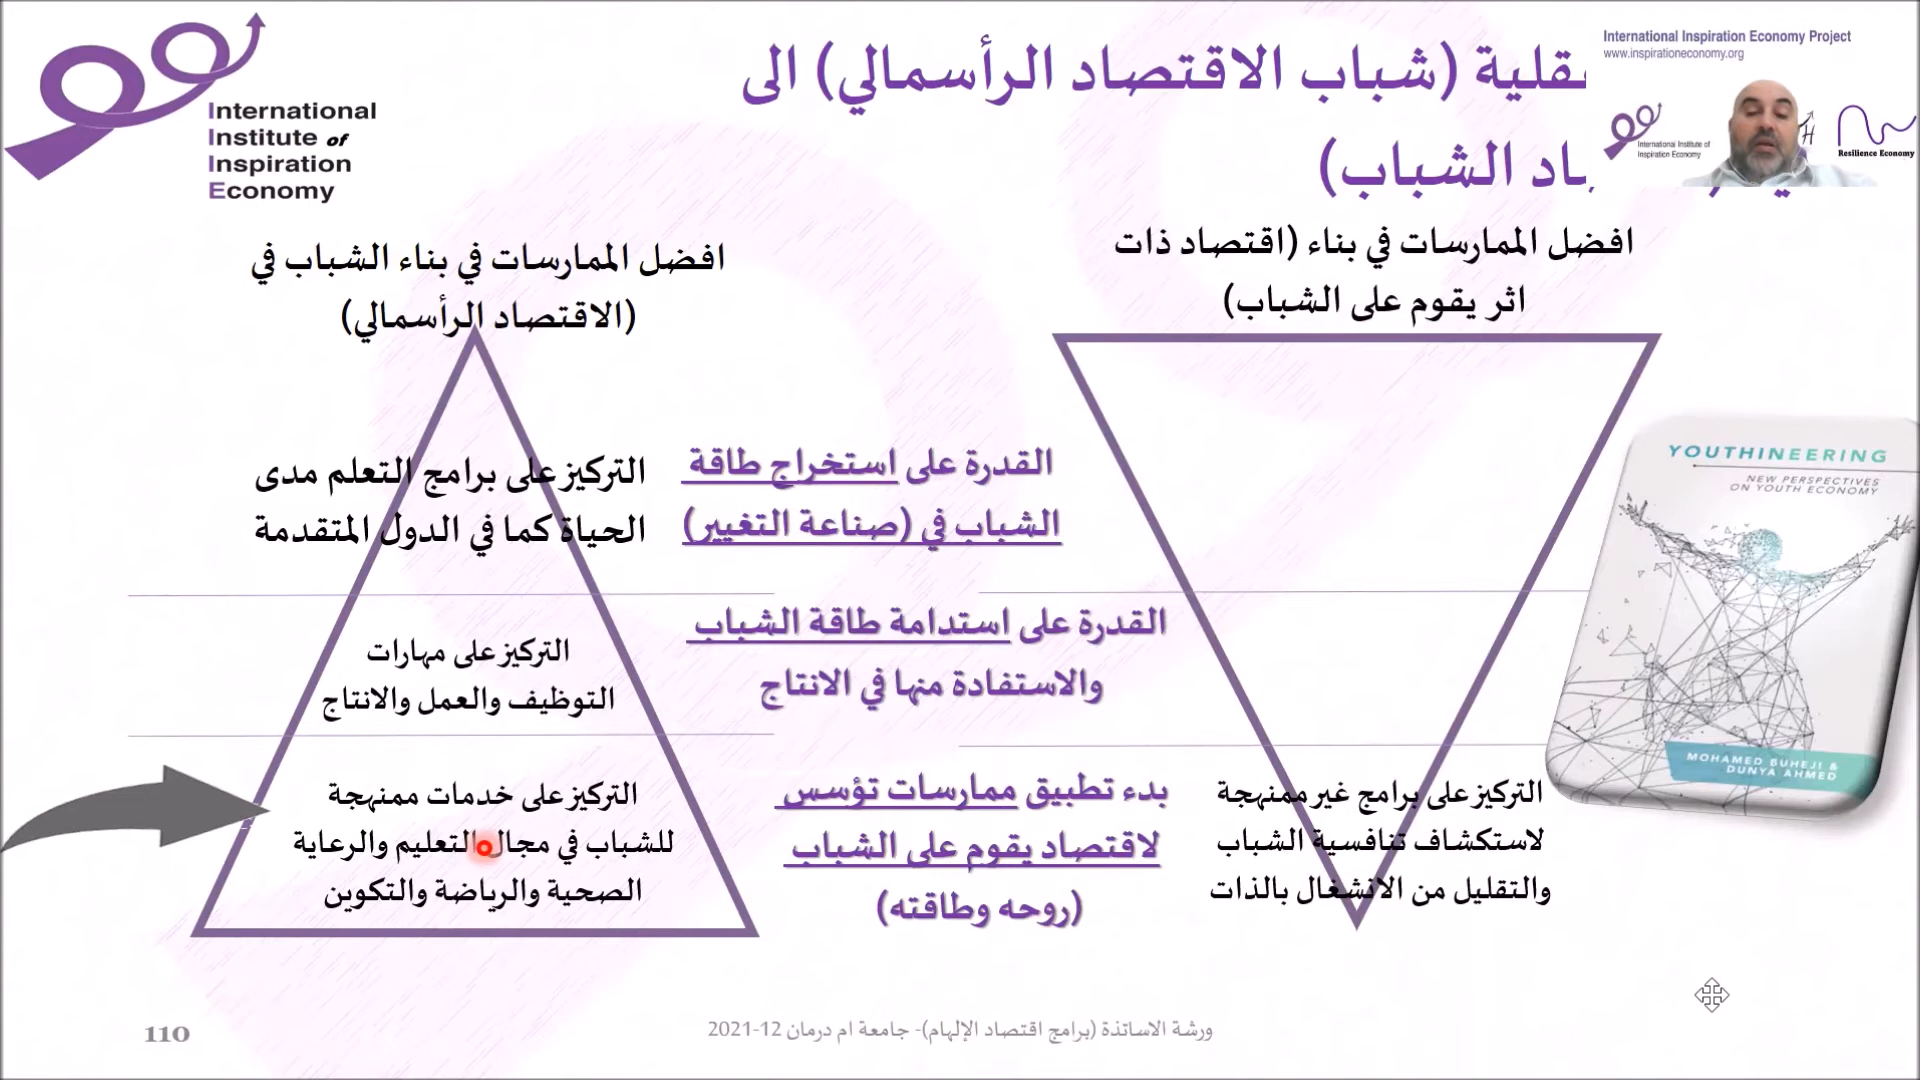 International
Institute of
Inspiration
Economy
International Inspiration Economy Project
www.inspirationeconomy.org
International Institute of
Inspiration Economy
Resilience Economy
(شباب الاقتصاد الرأسمالي) الى
الشباب)
افضل الممارسات في بناء (اقتصاد ذات
اثر يقوم على الشباب)
افضل الممارسات في بناء الشباب في
(الاقتصاد الرأسمالي)
القدرة على استخراج طاقة
الشباب في (صناعة التغيير)
التركيز على برامج التعلم مدى
الحياة كما في الدول المتقدمة
القدرة على استدامة طاقة الشباب
والاستفادة منها في الانتاج
التركيز على مهارات
التوظيف والعمل والانتاج
التركيز على برامج غير ممنهجة
لاستكشاف تنافسية الشباب
والتقليل من الانشغال بالذات
بدء تطبيق ممارسات تؤسس
لاقتصاد يقوم على الشباب
(روحه وطاقته)
التركيز على خدمات ممنهجة
للشباب في مجال التعليم والرعاية
الصحية والرياضة والتكوين
YOUTHINEERING
NEW PERSPECTIVES
ON YOUTH ECONOMY
MOHAMED BUHEJI &
DUNYA AHMED
ورشة الاساتذة (برامج اقتصاد الإلهام)- جامعة ام درمان 12-2021
110